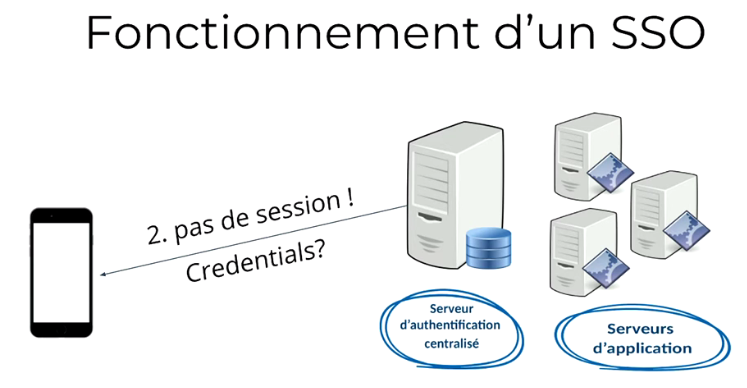 Fonctionnement d'un SSO
2. pas de session !
Credentials?
Serveur
d'authentification
centralisé
Serveurs
d'application